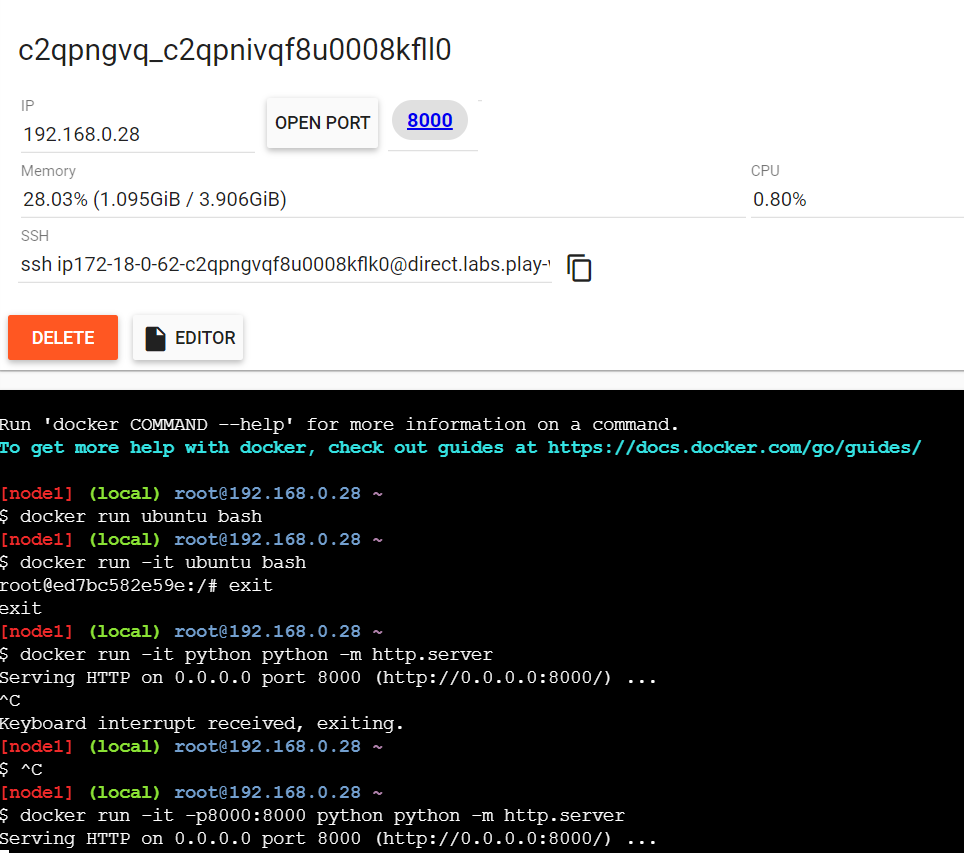 c2qpngvq_c2qpnivqf8u0008kfll0
IP
192.168.0.28
OPEN PORT
8000
Memory
28.03% (1.095GiB / 3.906GiB)
CPU
0.80%
SSH
ssh ip172-18-0-62-c2qpngvqf8u0008kflk0@direct.labs.play-
DELETE
EDITOR
Run 'docker COMMAND --help' for more information on a command.
To get more help with docker, check out guides at https://docs.docker.com/go/guides/
[node1] (local) root@192.168.0.28 ~
$ docker run ubuntu bash
[node1] (local) root@192.168.0.28 ~
$ docker run -it ubuntu bash
root@ed7bc582e59e:/# exit
exit
[node1] (local) root@192.168.0.28 ~
$ docker run -it python python -m http.server
Serving HTTP on 0.0.0.0 port 8000 (http://0.0.0.0:8000/) ...
^C
Keyboard interrupt received, exiting.
[node1] (local) root@192.168.0.28 ~
$ ^C
[node1] (local) root@192.168.0.28 ~
$ docker run -it -p8000:8000 python python -m http.server
Serving HTTP on 0.0.0.0 port 8000 (http://0.0.0.0:8000/) ...